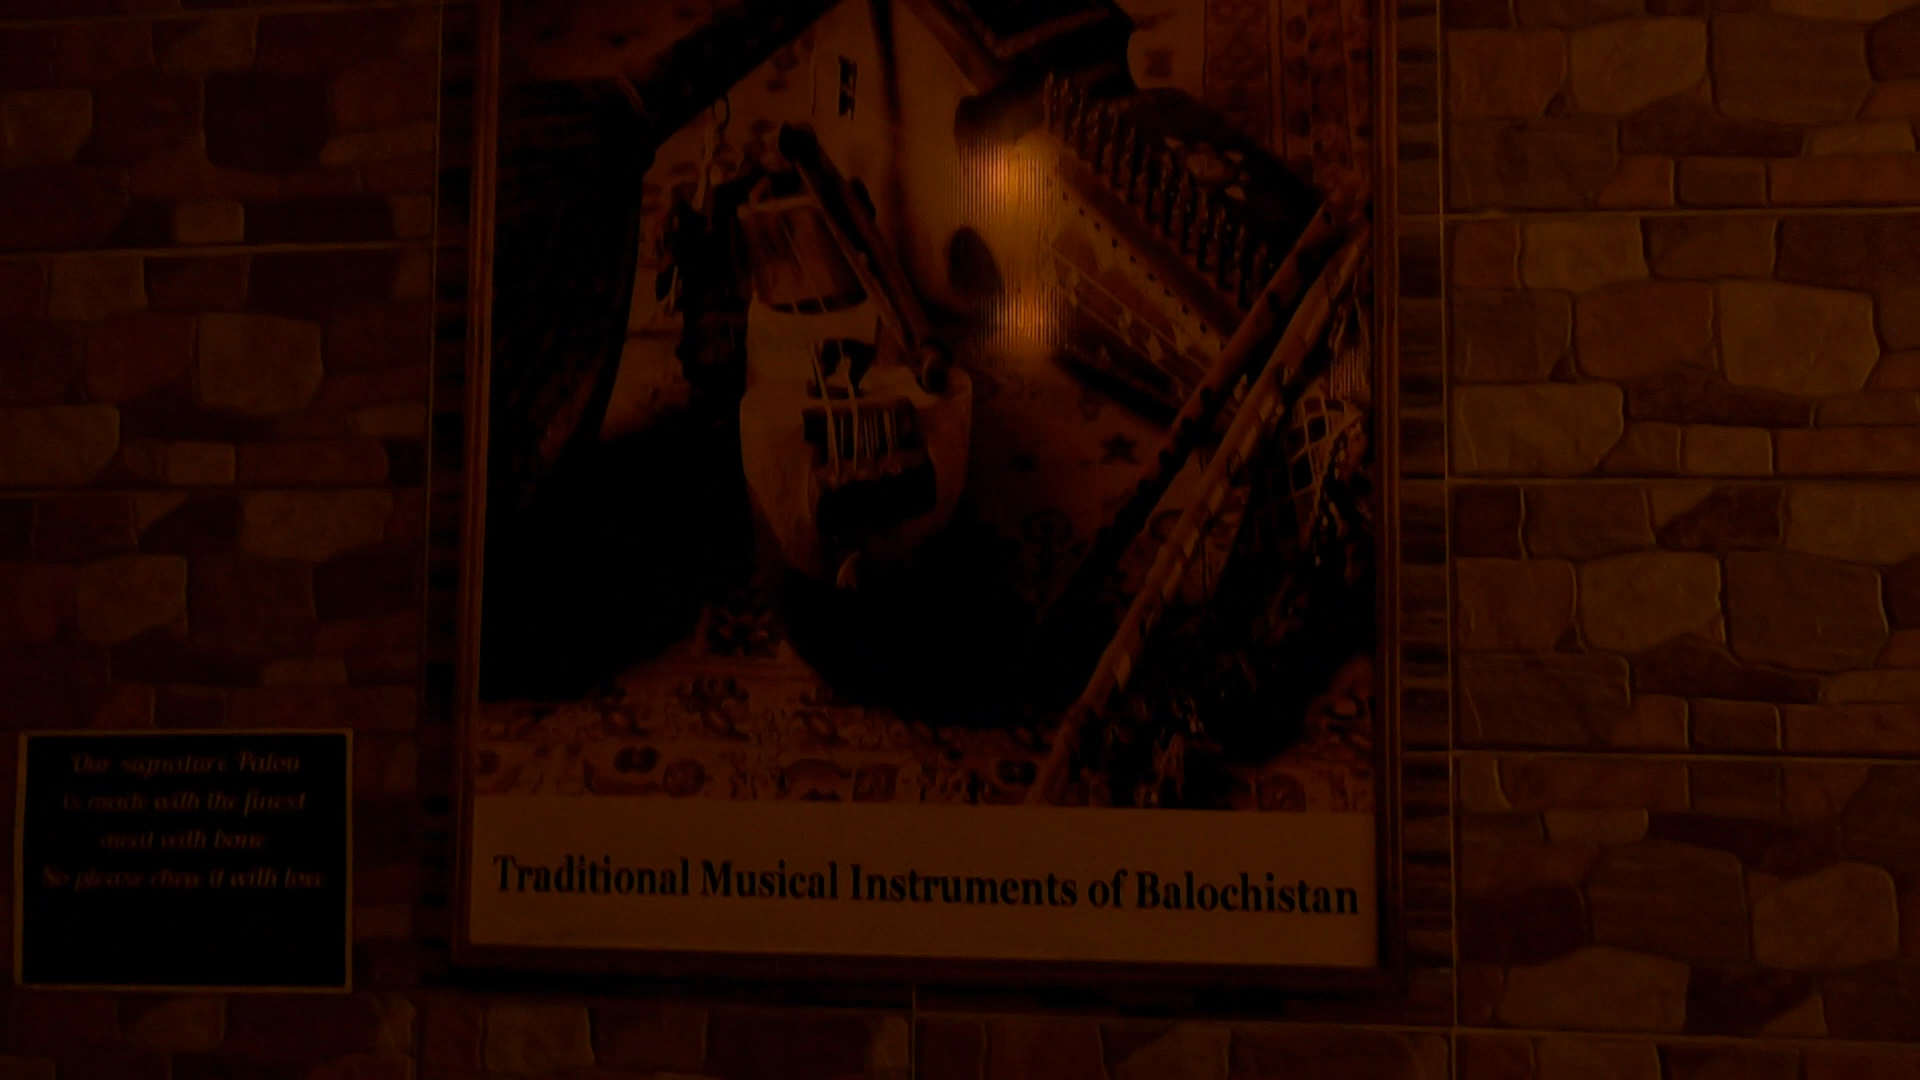 Our signature Palou
is made with the finest
meat with bone
So please chew it with love
Traditional Musical Instruments of Balochistan